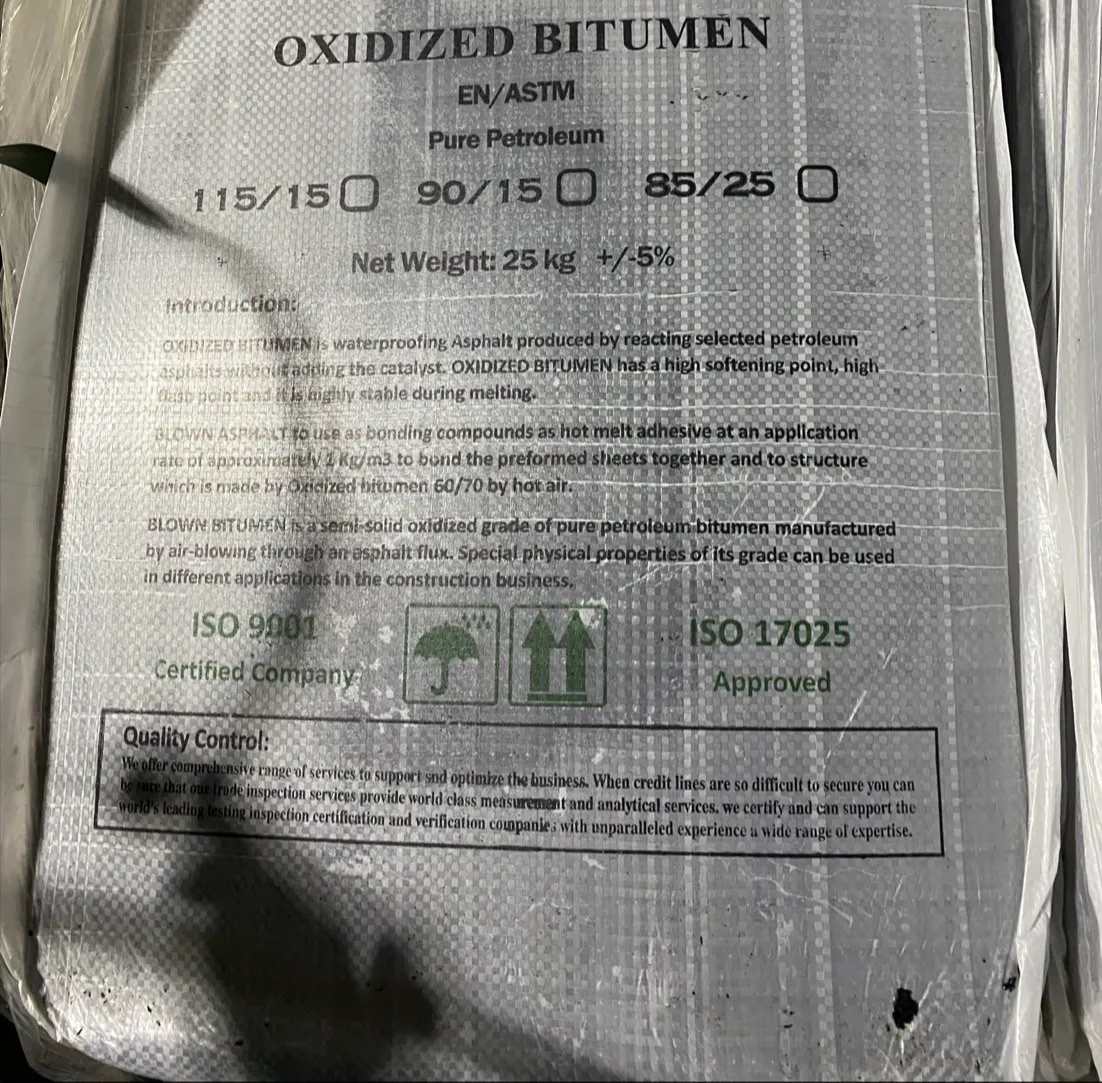 OXIDIZED BITUMEN
EN/ASTM
Pure Petroleum
115/15 90/15 85/25
Net Weight: 25 kg +/-5%
Introduction:
OXIDIZED BITUMEN is waterproofing Asphalt produced by reacting selected petroleum
asphalts without adding the catalyst. OXIDIZED BITUMEN has a high softening point, high
flasp point and it is highly stable during melting.
BLOWN ASPHALT to use as bonding compounds as hot melt adhesive at an application
rate of approximately 1 Kg/m3 to bond the preformed sheets together and to structure
which is made by Oxidized bitumen 60/70 by hot air.
BLOWN BITUMEN is a semi-solid oxidized grade of pure petroleum bitumen manufactured
by air-blowing through an asphalt flux. Special physical properties of its grade can be used
in different applications in the construction business.
ISO 9001
Certified Company
ISO 17025
Approved
Quality Control:
We offer comprehensive range of services to support snd optimize the business. When credit lines are so difficult to secure you can
be sure that our trade inspection services provide world class measurement and analytical services. we certify and can support the
world's leading testing inspection certification and verification companies with unparalleled experience a wide range of expertise.